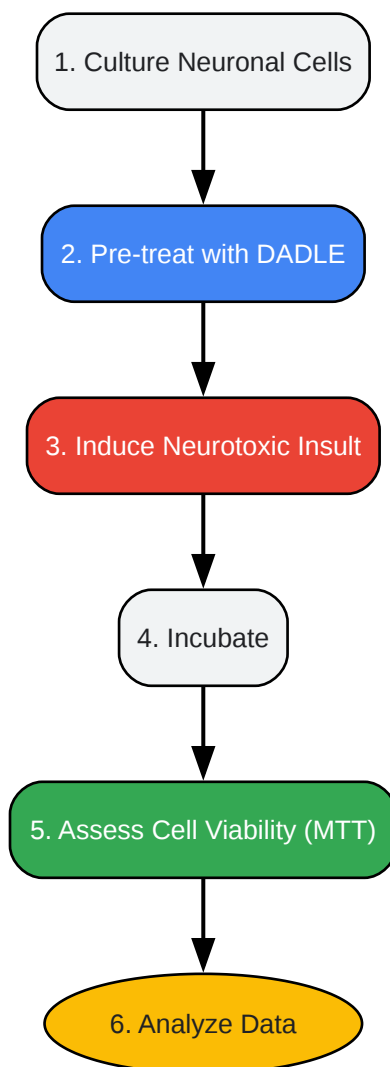 1. Culture Neuronal Cells
2. Pre-treat with DADLE
3. Induce Neurotoxic Insult
4. Incubate
5. Assess Cell Viability (MTT)
6. Analyze Data